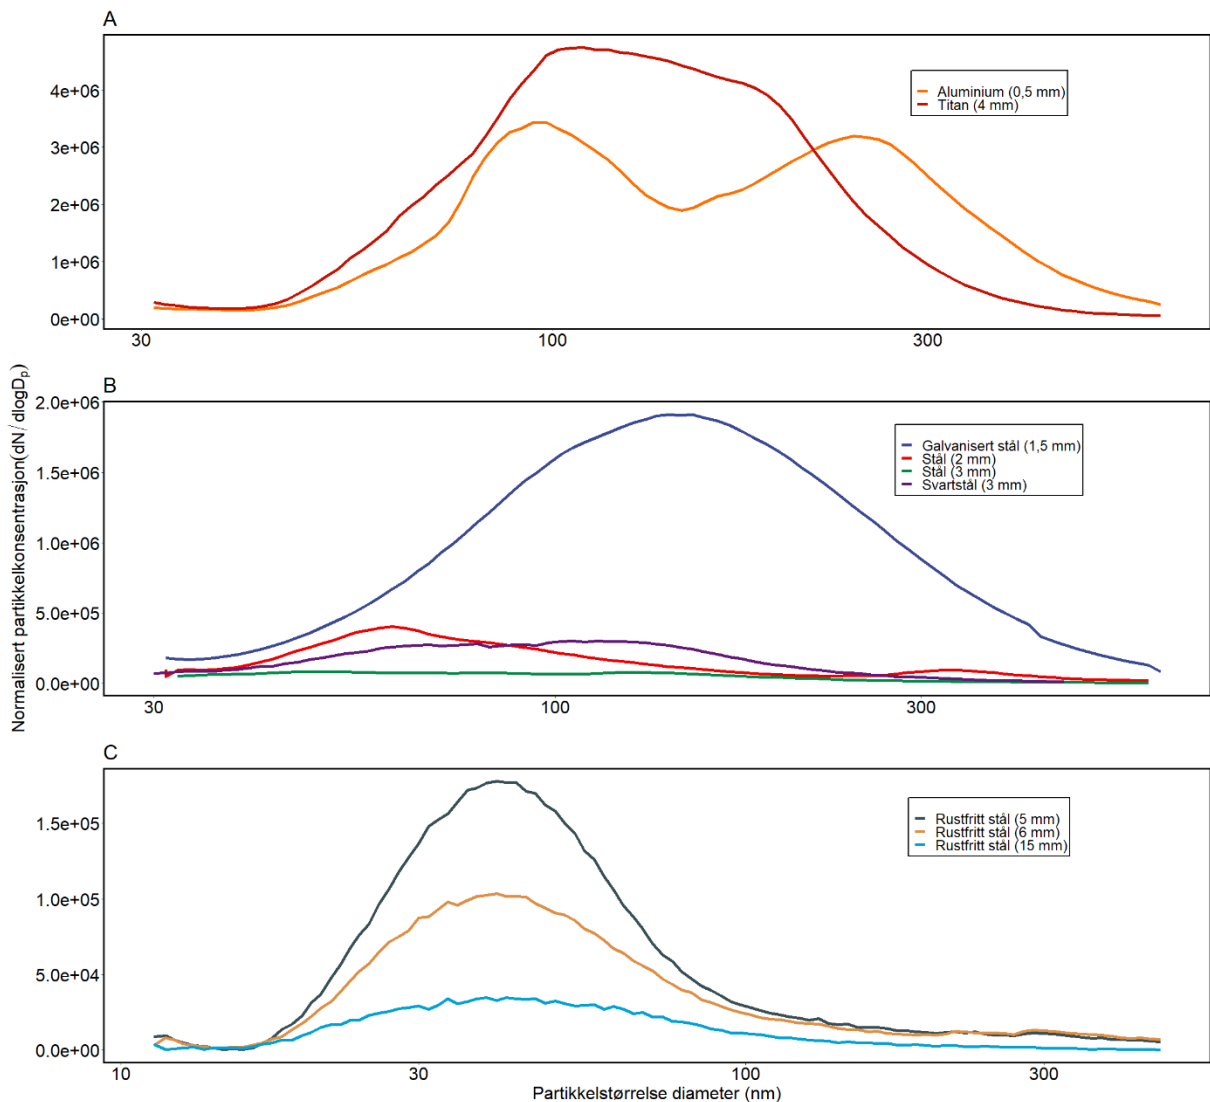 A
4e+06
3e+06
2e+06
1e+06
0e+00
Aluminium (0,5 mm)
Titan (4 mm)
30
100
300
Normalisert partikkelkonsentrasjon(dN/dlogDp)
B
2.0e+06
1.5e+06
1.0e+06
5.0e+05
0.0e+00
Galvanisert stål (1,5 mm)
Stål (2 mm)
Stål (3 mm)
Svartstål (3 mm)
30
100
300
C
1.5e+05
1.0e+05
5.0e+04
0.0e+00
Rustfritt stål (5 mm)
Rustfritt stål (6 mm)
Rustfritt stål (15 mm)
10
30
100
300
Partikkelstørrelse diameter (nm)